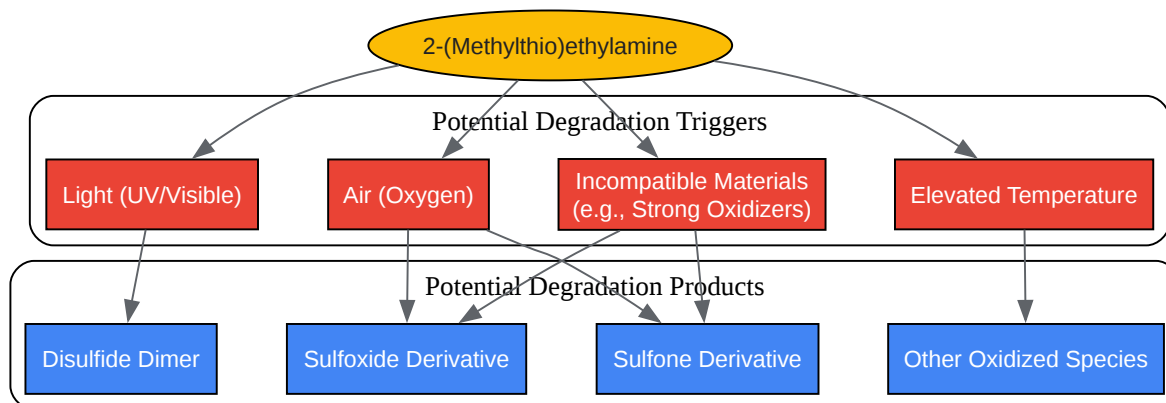 2-(Methylthio)ethylamine
Potential Degradation Triggers
Light (UV/Visible)
Air (Oxygen)
Incompatible Materials
(e.g., Strong Oxidizers)
Elevated Temperature
Potential Degradation Products
Disulfide Dimer
Sulfoxide Derivative
Sulfone Derivative
Other Oxidized Species